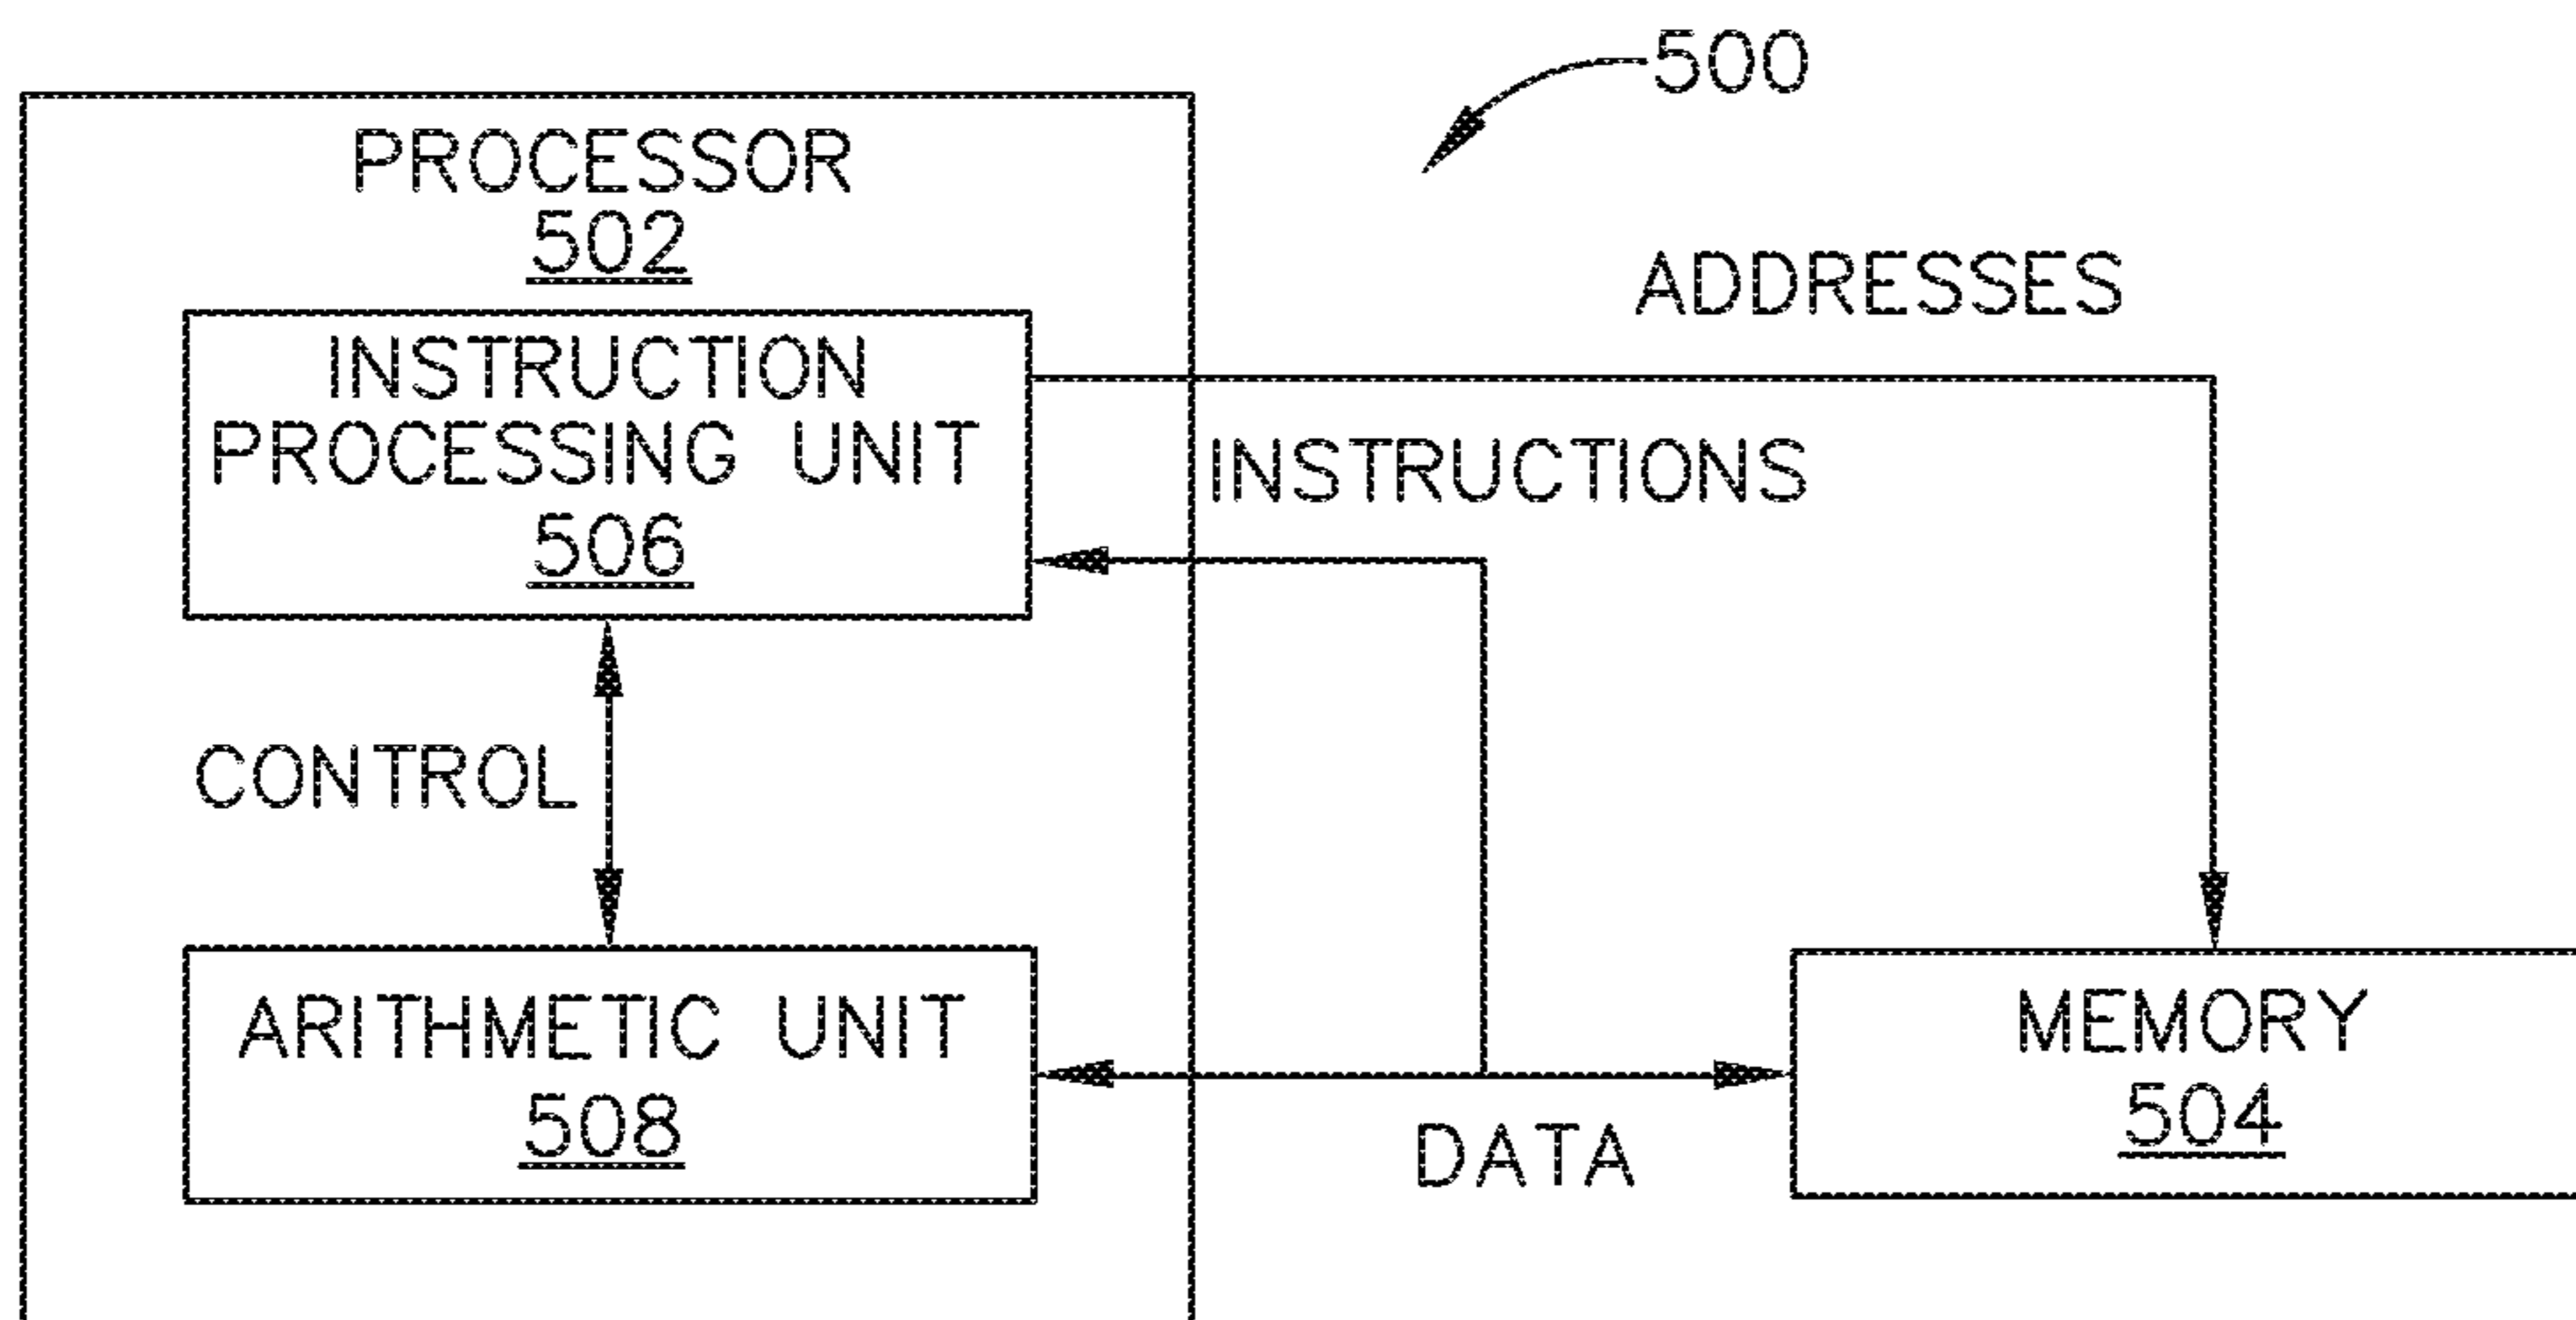 500
PROCESSOR
502
ADDRESSES
INSTRUCTION
PROCESSING UNIT
506
INSTRUCTIONS
CONTROL
ARITHMETIC UNIT
508
MEMORY
504
DATA